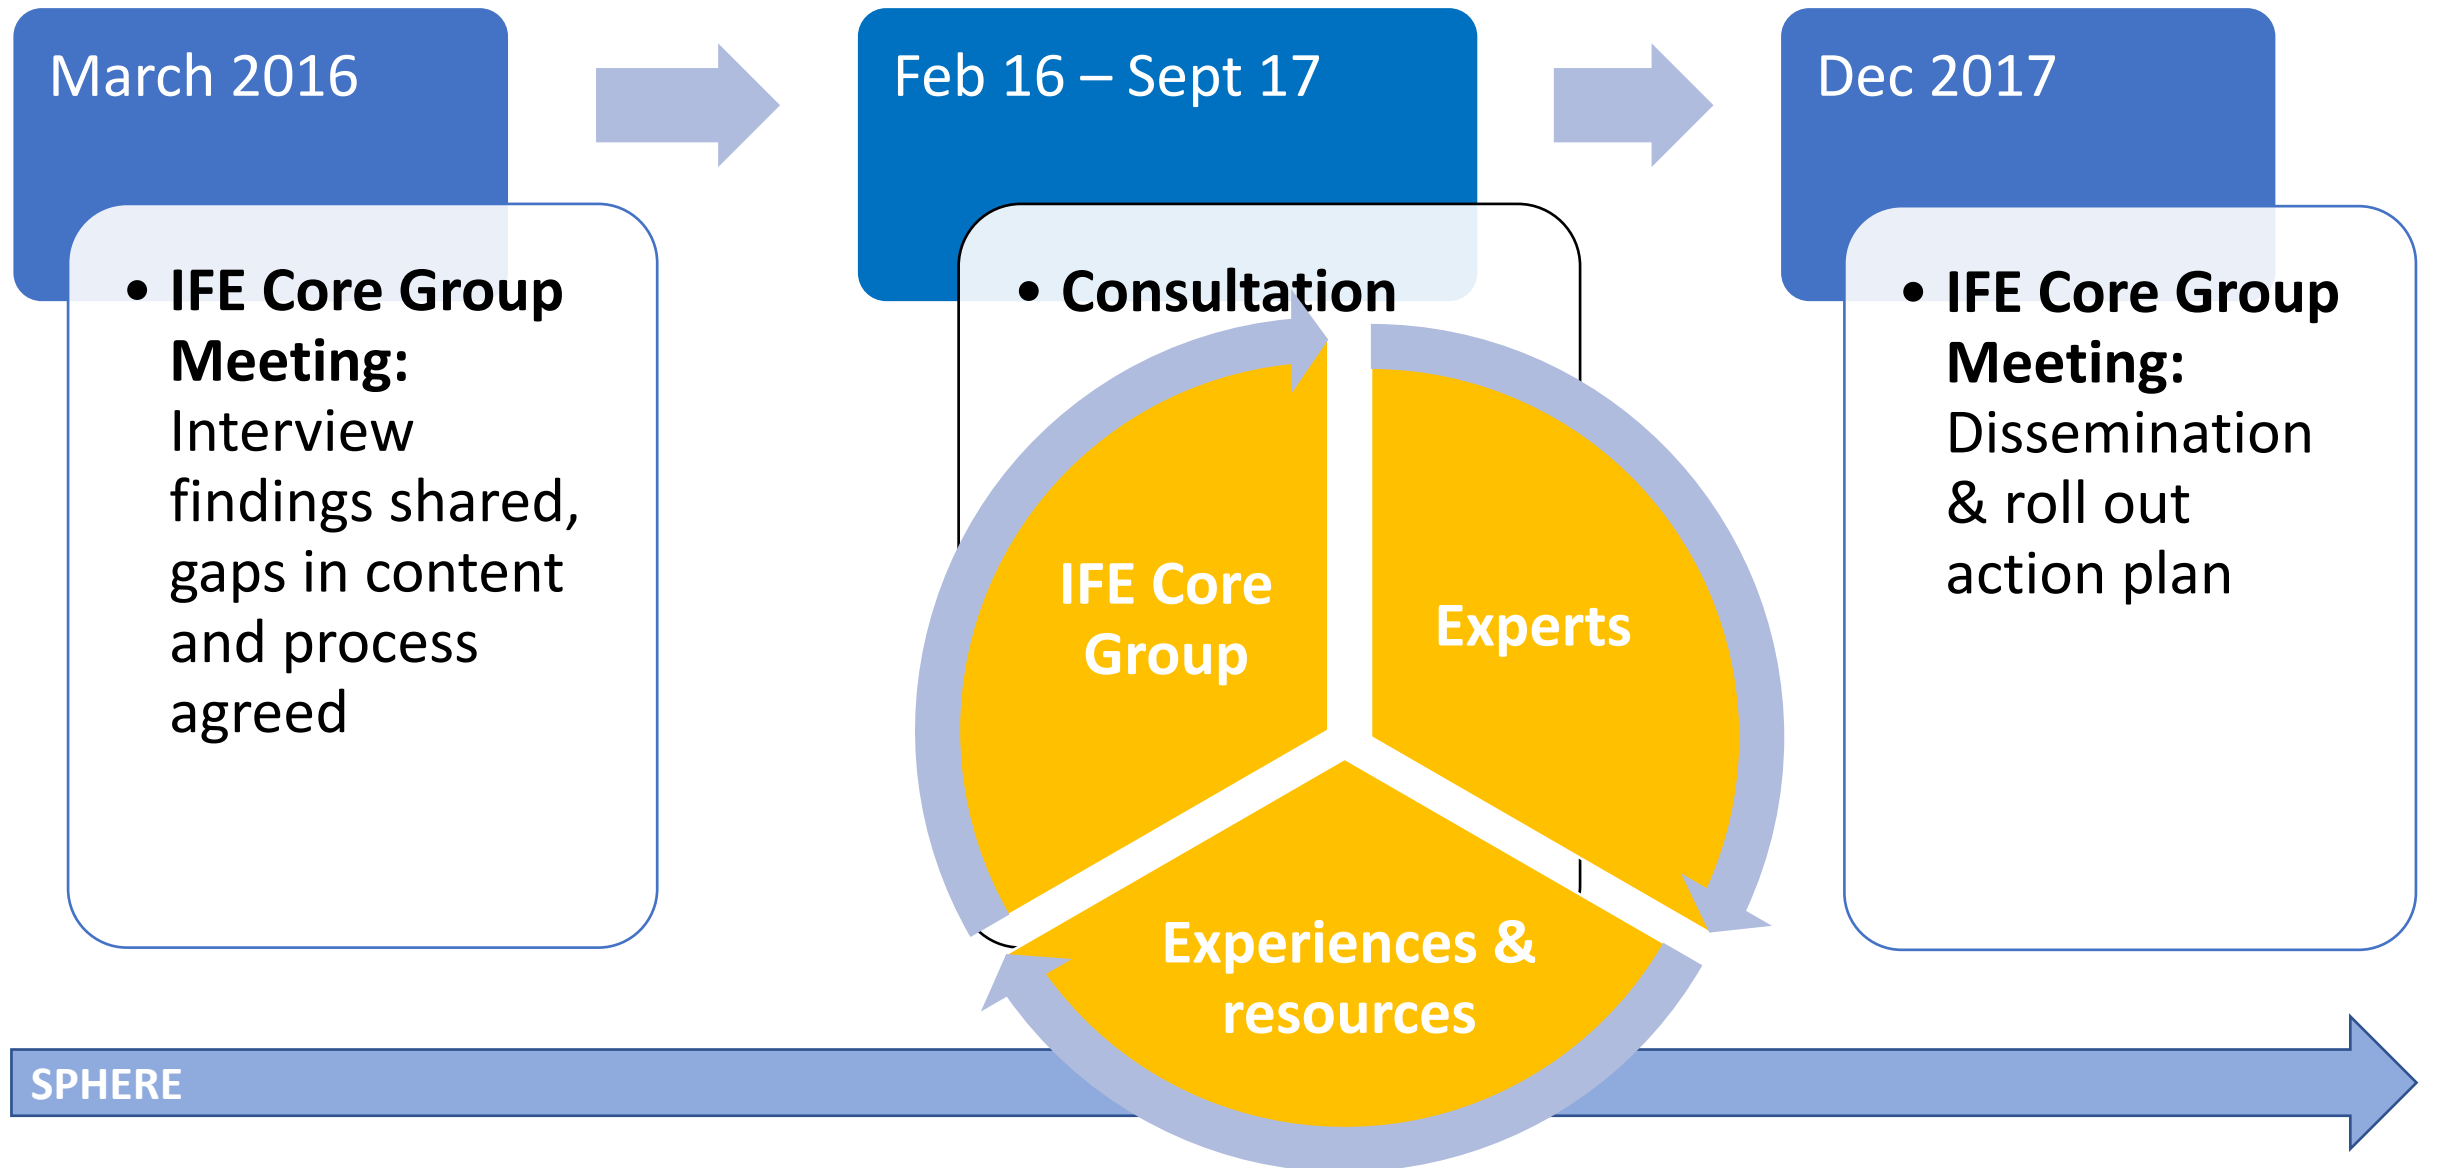 March 2016
• IFE Core Group
Meeting:
Interview
findings shared,
gaps in content
and process
agreed
Feb 16 – Sept 17
• Consultation
IFE Core
Group
Experts
Experiences &
resources
Dec 2017
• IFE Core Group
Meeting:
Dissemination
& roll out
action plan
SPHERE